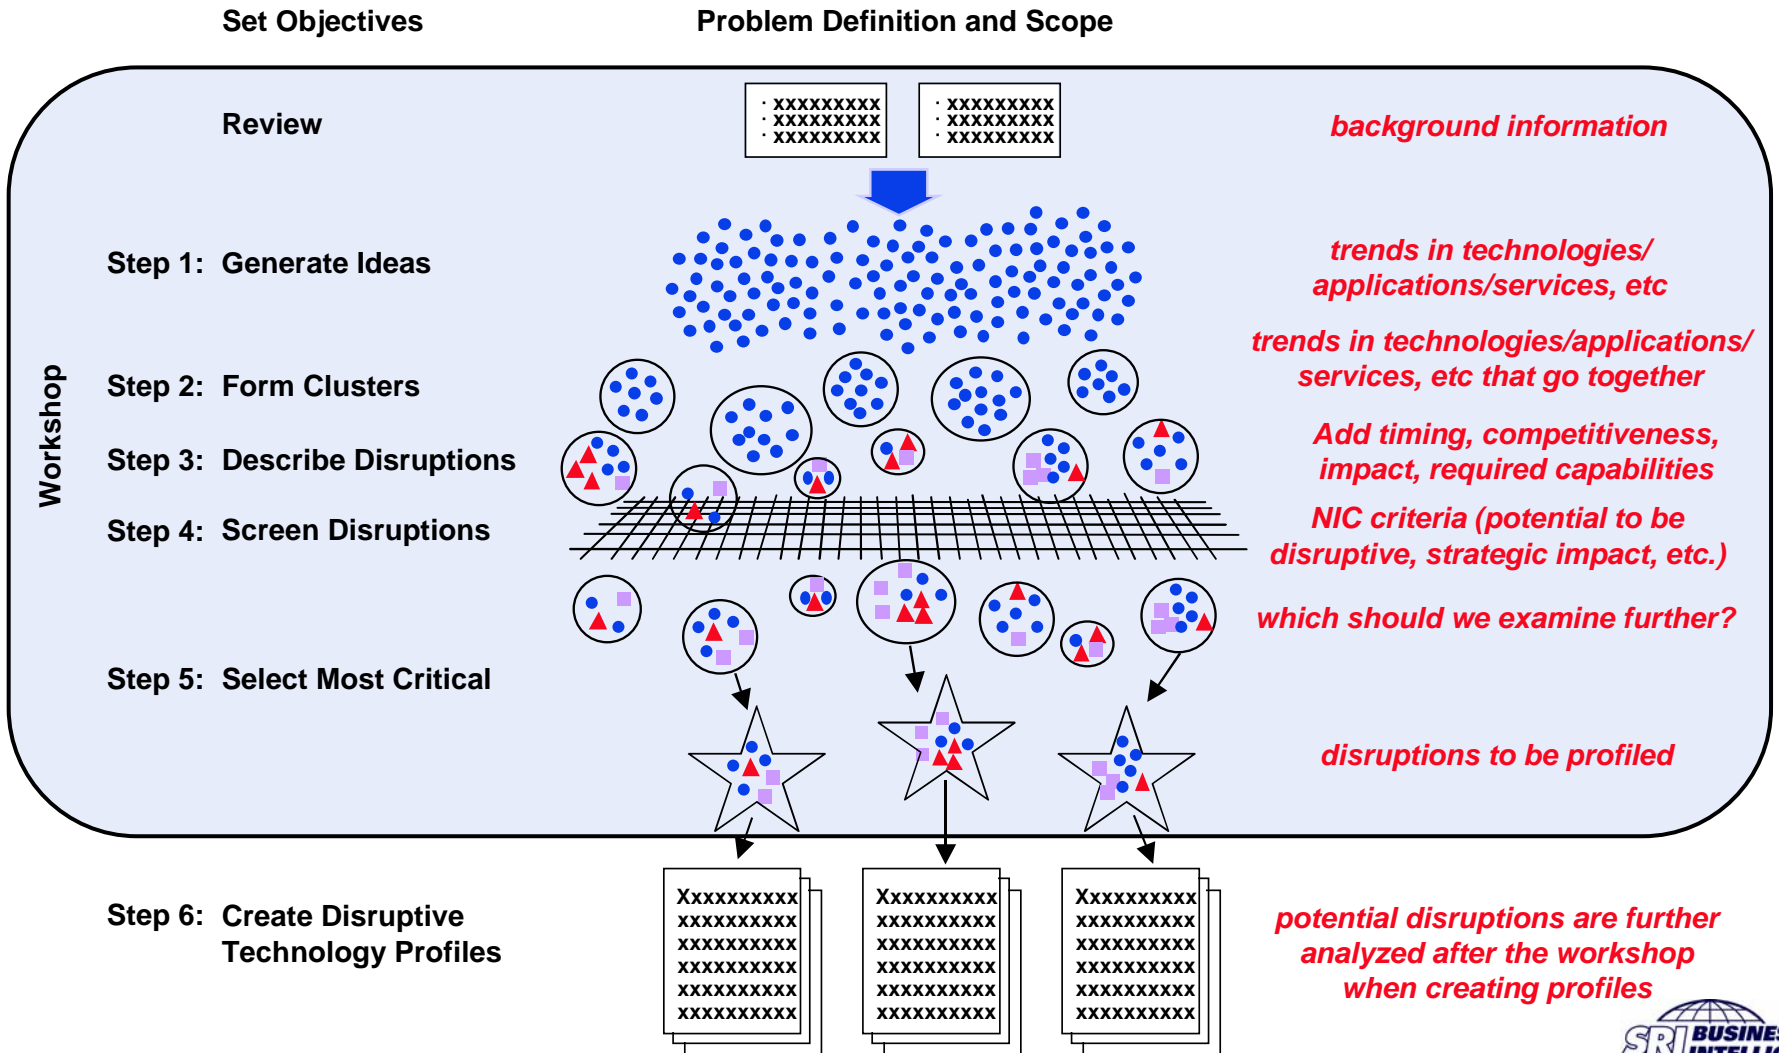 Set Objectives
Problem Definition and Scope
Workshop
Review
· xxxxxxxxx
· xxxxxxxxx
· xxxxxxxxx
· xxxxxxxxx
· xxxxxxxxx
· xxxxxxxxx
background information
Step 1: Generate Ideas
trends in technologies/
applications/services, etc
Step 2: Form Clusters
trends in technologies/applications/
services, etc that go together
Step 3: Describe Disruptions
Add timing, competitiveness,
impact, required capabilities
Step 4: Screen Disruptions
NIC criteria (potential to be
disruptive, strategic impact, etc.)
which should we examine further?
Step 5: Select Most Critical
disruptions to be profiled
Step 6: Create Disruptive
Technology Profiles
Xxxxxxxxxx
xxxxxxxxxx
xxxxxxxxxx
xxxxxxxxxx
xxxxxxxxxx
xxxxxxxxxx
Xxxxxxxxxx
xxxxxxxxxx
xxxxxxxxxx
xxxxxxxxxx
xxxxxxxxxx
xxxxxxxxxx
Xxxxxxxxxx
xxxxxxxxxx
xxxxxxxxxx
xxxxxxxxxx
xxxxxxxxxx
xxxxxxxxxx
potential disruptions are further
analyzed after the workshop
when creating profiles
SRI